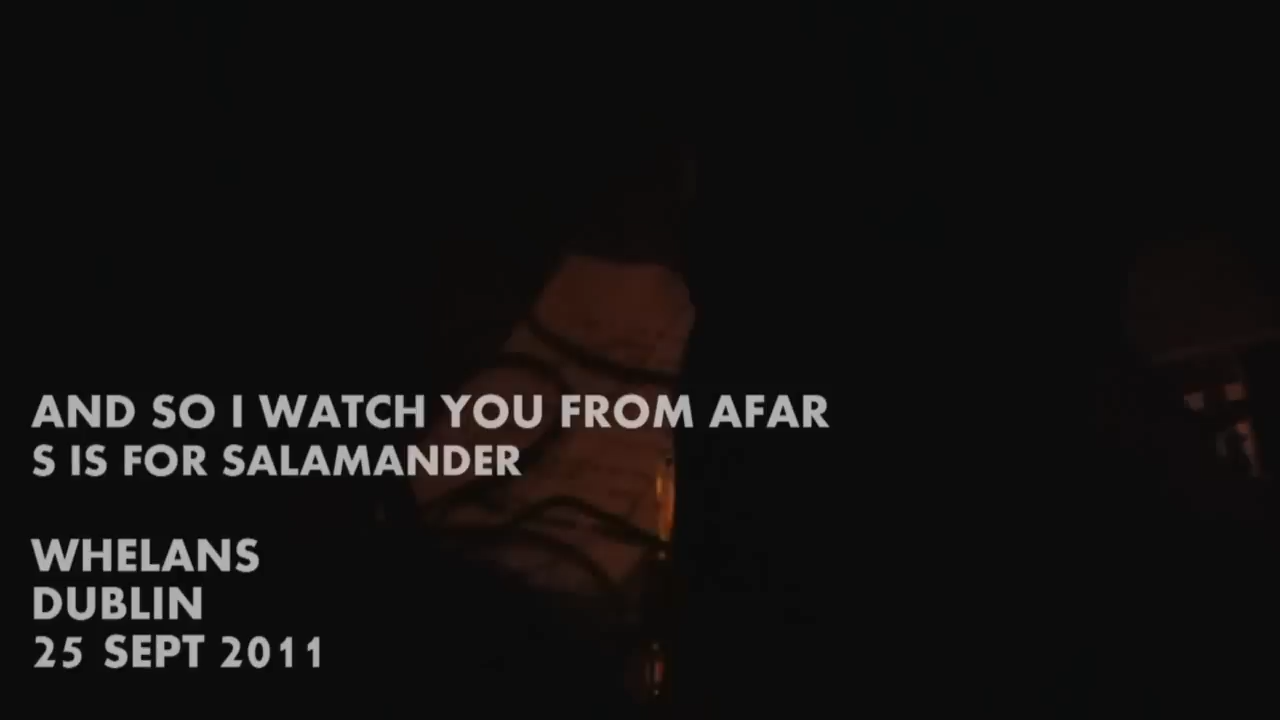 AND SO I WATCH YOU FROM AFAR
S IS FOR SALAMANDER
WHELANS
DUBLIN
25 SEPT 2011